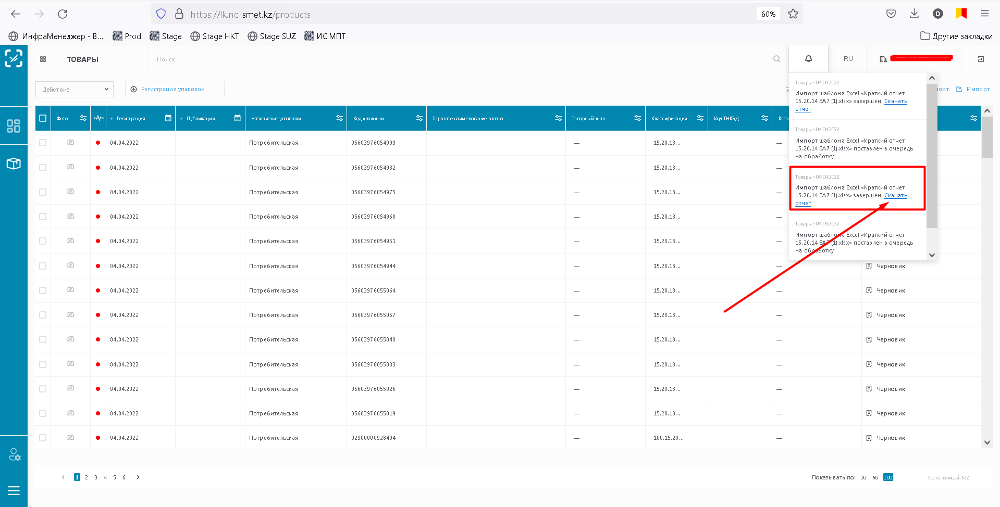 https://lk.nc.ismet.kz/products
60%
D
ИнфраМенеджер - В...
Prod
Stage
Stage НКТ
Stage SUZ
ИС МПТ
Другие закладки
ТОВАРЫ
Поиск
RU
Действие
Регистрация упаковок
порт
Импорт
Товары • 04.04.2022
Импорт шаблона Excel «Краткий отчет
15.20.14 ЕА7 (1).xlsx» завершен. Скачать
отчет
Товары • 04.04.2022
Импорт шаблона Excel «Краткий отчет
15.20.14 ЕА7 (1).xlsx» поставлен в очередь
на обработку
Товары • 04.04.2022
Импорт шаблона Excel «Краткий отчет
15.20.14 ЕА7 (1).xlsx» завершен. Скачать
отчет
Товары • 04.04.2022
Импорт шаблона Excel «Краткий отчет
15.20.14 ЕА7 (1).xlsx» поставлен в очередь
на обработку
Фото Регистрация Публикация Назначение упаковки Код упаковки Торговое наименование товара Товарный знак Классификация Код ТНВЭД Влож
04.04.2022 Потребительская 05603976054999 — 15.20.13... —
04.04.2022 Потребительская 05603976054982 — 15.20.13... —
04.04.2022 Потребительская 05603976054975 — 15.20.13... —
04.04.2022 Потребительская 05603976054968 — 15.20.13... —
04.04.2022 Потребительская 05603976054951 — 15.20.13... —
04.04.2022 Потребительская 05603976054944 — 15.20.13... — Черновик
04.04.2022 Потребительская 05603976055064 — 15.20.13... — Черновик
04.04.2022 Потребительская 05603976055057 — 15.20.13... — Черновик
04.04.2022 Потребительская 05603976055040 — 15.20.13... — Черновик
04.04.2022 Потребительская 05603976055033 — 15.20.13... — Черновик
04.04.2022 Потребительская 05603976055026 — 15.20.13... — Черновик
04.04.2022 Потребительская 05603976055019 — 15.20.13... — Черновик
04.04.2022 Потребительская 02900000928404 — 100.15.20... — Черновик
1 2 3 4 5 6
Показывать по: 10 50 100
Всего записей: 522